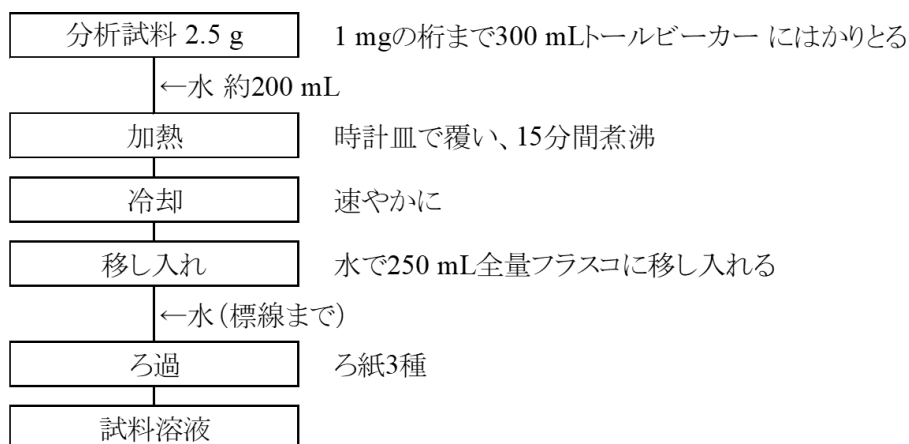 分析試料 2.5 g 1 mgの桁まで300 mLトールビーカー にはかりとる
←水 約200 mL
加熱 時計皿で覆い、15分間煮沸
冷却 速やかに
移し入れ 水で250 mL全量フラスコに移し入れる
←水（標線まで）
ろ過 ろ紙3種
試料溶液